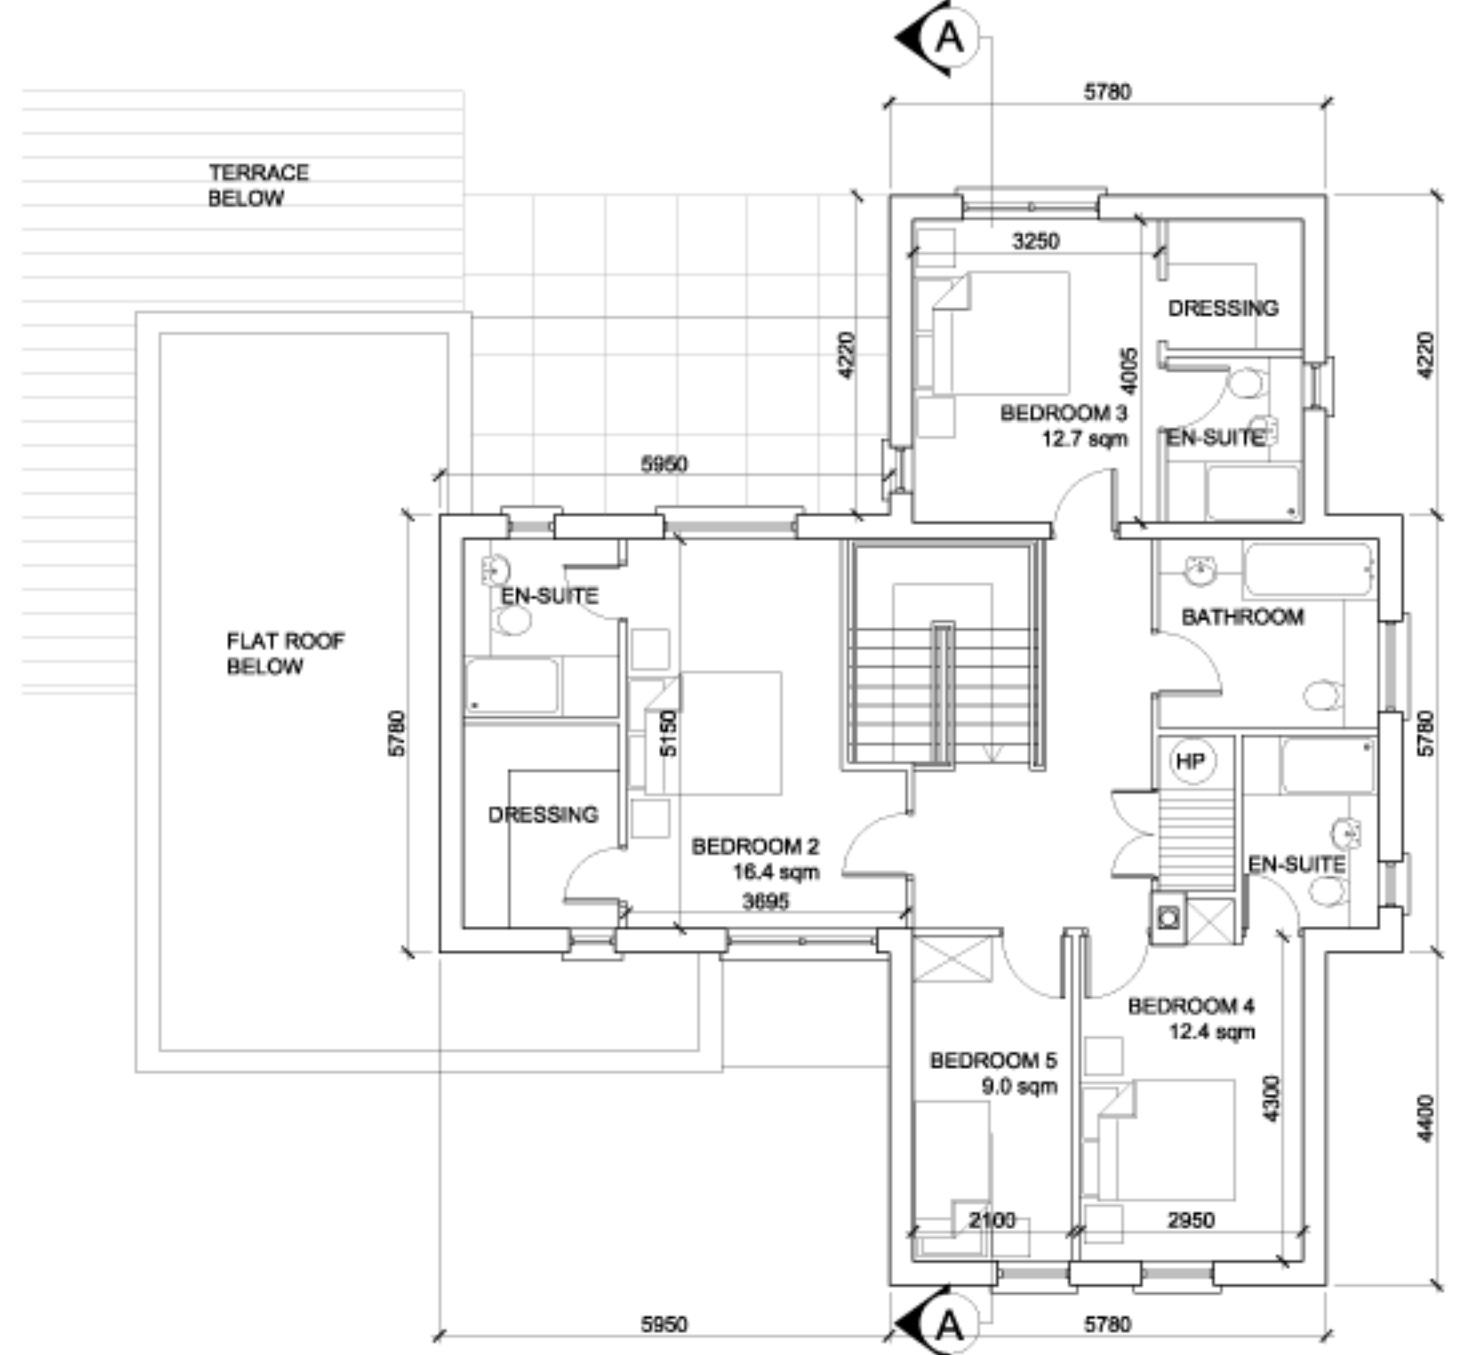 A
5780
TERRACE
BELOW
3250
DRESSING
4220
4005
4220
BEDROOM 3
12.7 sqm
EN-SUITE
5950
EN-SUITE
BATHROOM
FLAT ROOF
BELOW
5780
5150
5780
HP
DRESSING
BEDROOM 2
16.4 sqm
EN-SUITE
3695
BEDROOM 4
12.4 sqm
BEDROOM 5
9.0 sqm
4300
4400
2100
2950
5950
A
5780